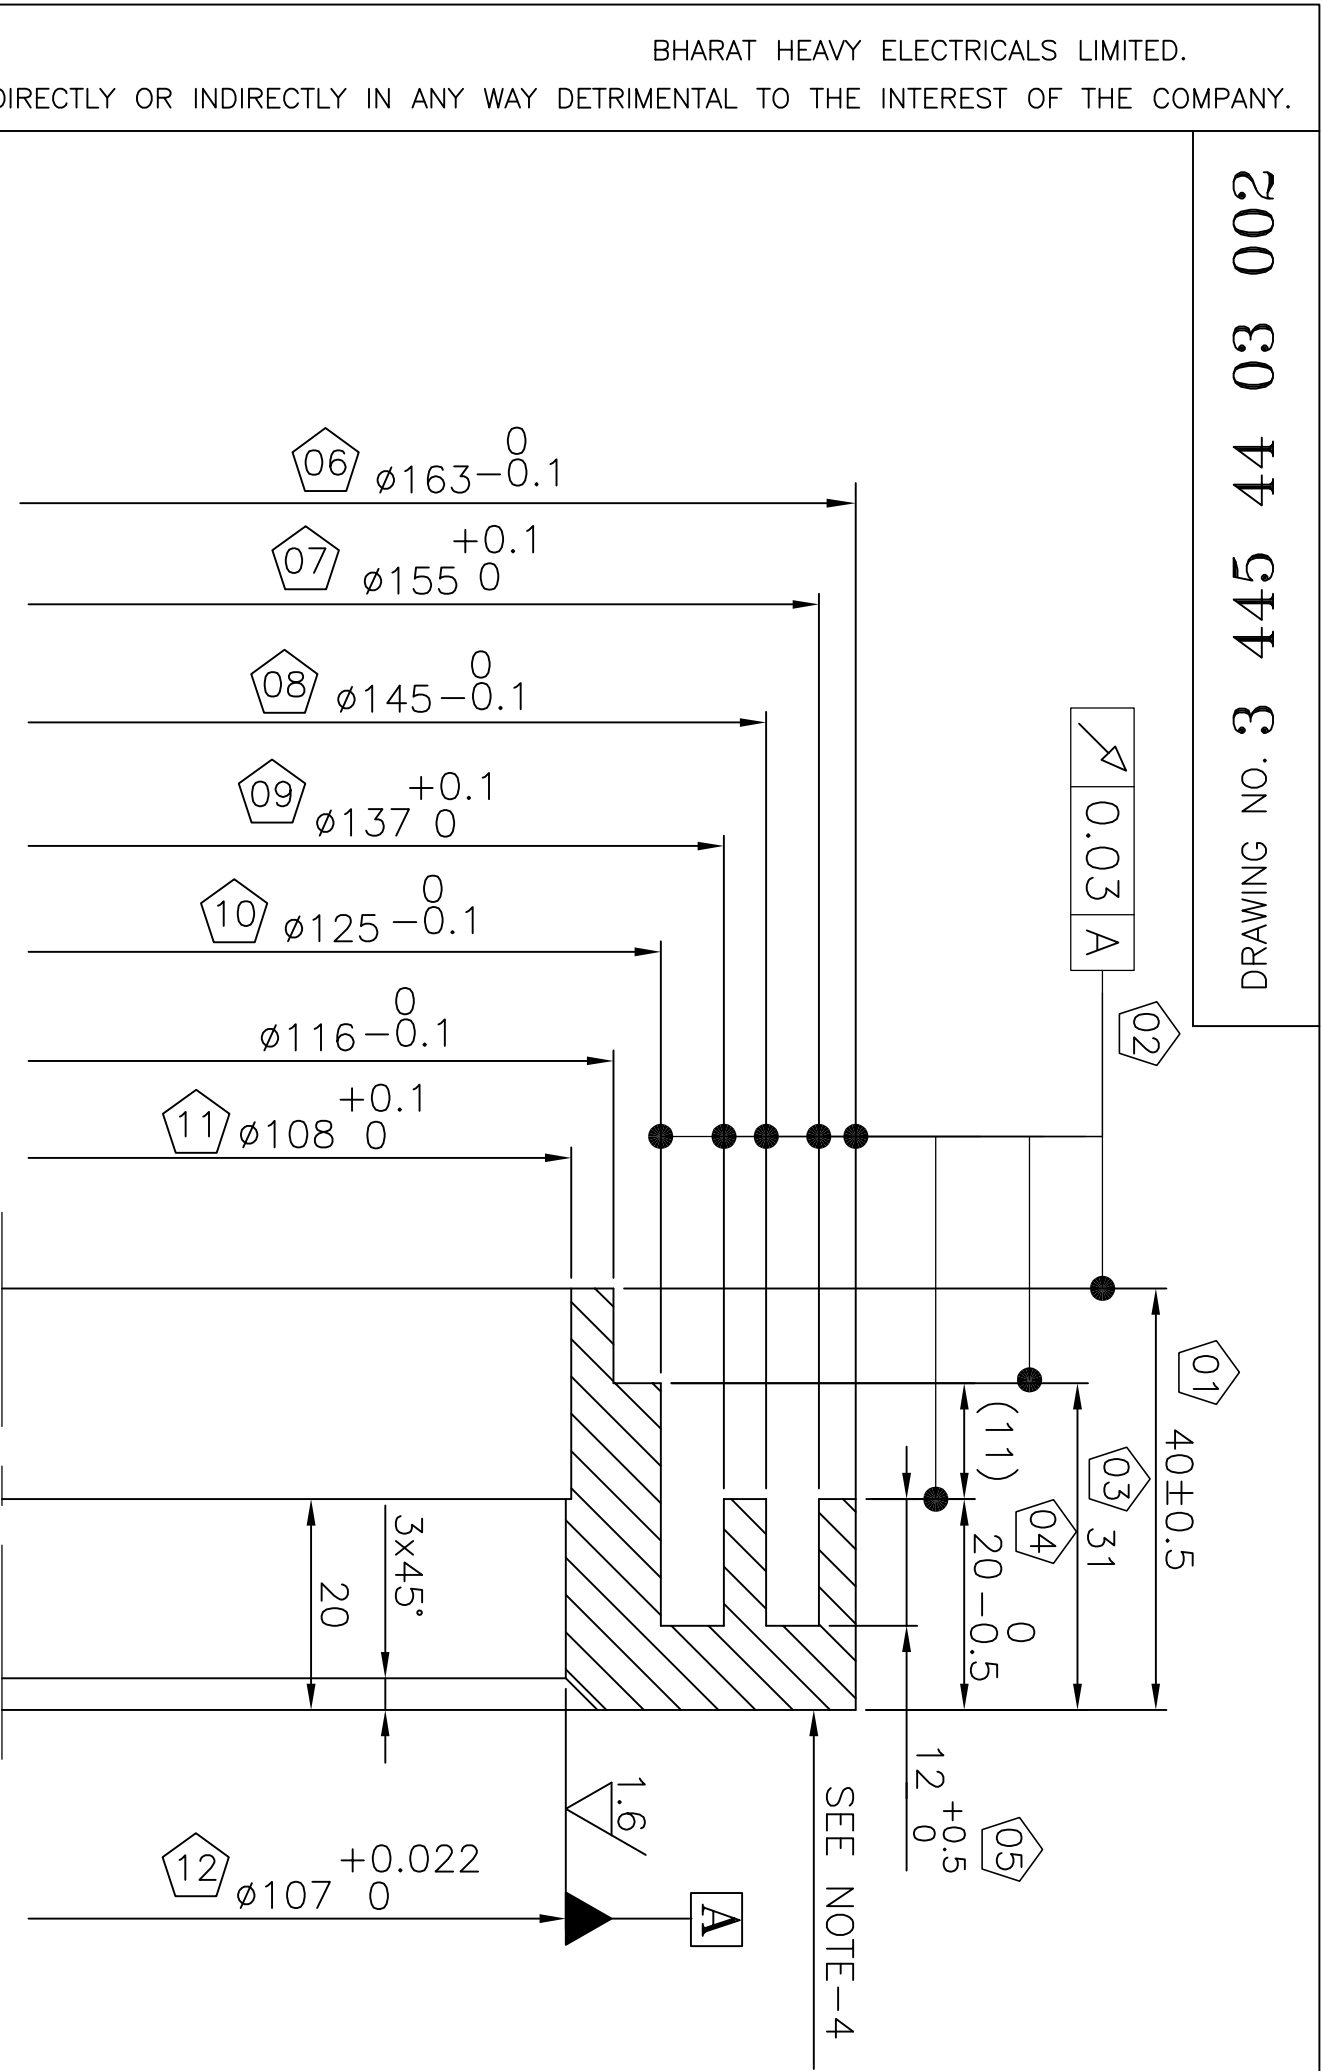 BHARAT HEAVY ELECTRICALS LIMITED.
DIRECTLY OR INDIRECTLY IN ANY WAY DETRIMENTAL TO THE INTEREST OF THE COMPANY.
DRAWING NO. 3 445 44 03 002
06 ø163 0 -0.1
07 ø155 +0.1 0
08 ø145 0 -0.1
09 ø137 +0.1 0
10 ø125 0 -0.1
ø116 0 -0.1
11 ø108 +0.1 0
0.03 A
02
01 40±0.5
03 31
(11)
04 20 0 -0.5
12 +0.5 0 05
3x45°
20
SEE NOTE-4
1.6
A
12 ø107 +0.022 0